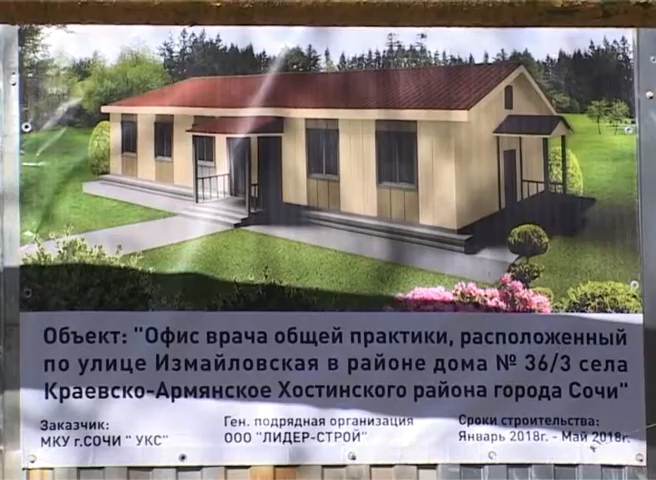 Объект: "Офис врача общей практики, расположенный
по улице Измайловская в районе дома № 36/3 села
Краевско-Армянское Хостинского района города Сочи"
Заказчик:
МКУ г.СОЧИ " УКС"
Ген. подрядная организация
ООО "ЛИДЕР-СТРОЙ"
Сроки строительства:
Январь 2018г. - Май 2018г.